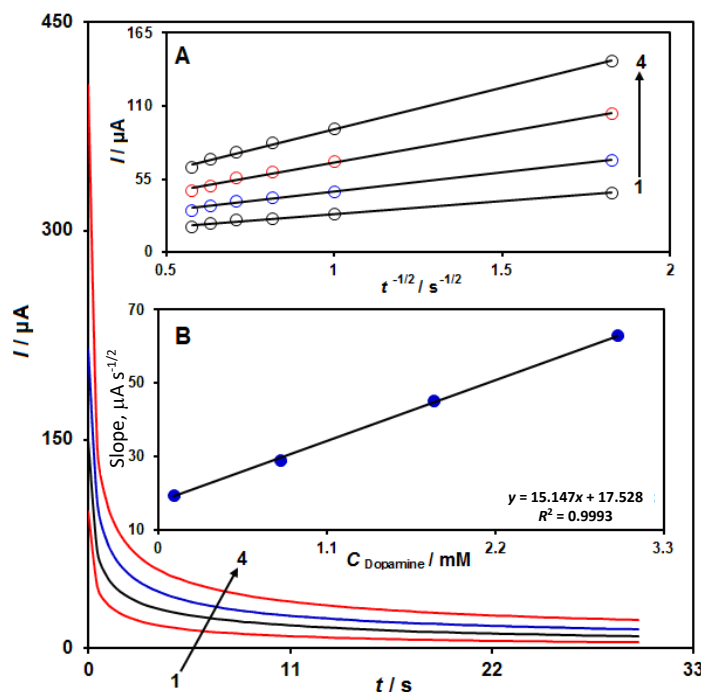 450
300
150
0
I / µA
165
110
55
0
I / µA
A
4
1
0.5
1
1.5
2
t -1/2 / s-1/2
70
50
30
10
Slope, µA s-1/2
B
y = 15.147x + 17.528
R2 = 0.9993
0
1.1
2.2
3.3
C Dopamine / mM
4
1
0
11
22
33
t / s